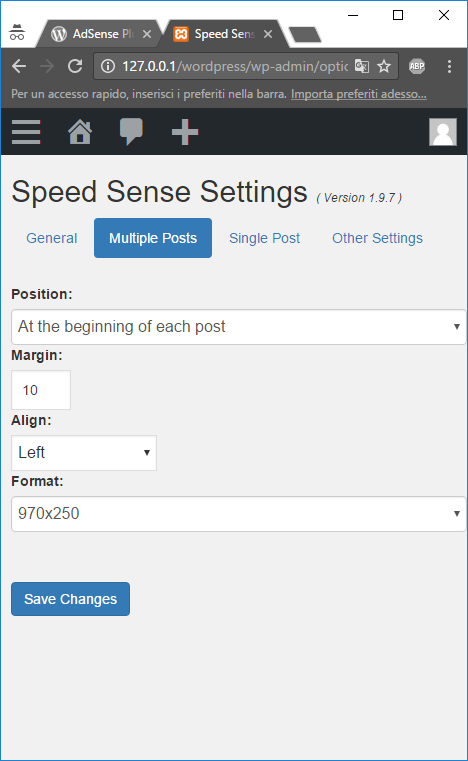 AdSense Pl
Speed Sens
127.0.0.1/wordpress/wp-admin/optic
ABP
Per un accesso rapido, inserisci i preferiti nella barra. Importa preferiti adesso...
Speed Sense Settings ( Version 1.9.7 )
General Multiple Posts Single Post Other Settings
Position:
At the beginning of each post
Margin:
10
Align:
Left
Format:
970x250
Save Changes